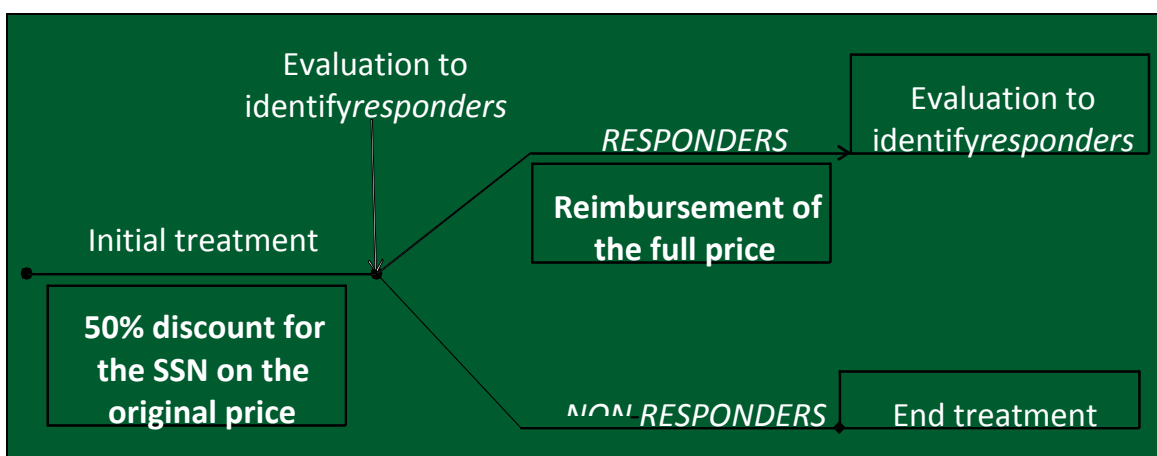 Evaluation to
identifyresponders
RESPONDERS
Evaluation to
identifyresponders
Reimbursement of
the full price
Initial treatment
50% discount for
the SSN on the
original price
NON-RESPONDERS
End treatment